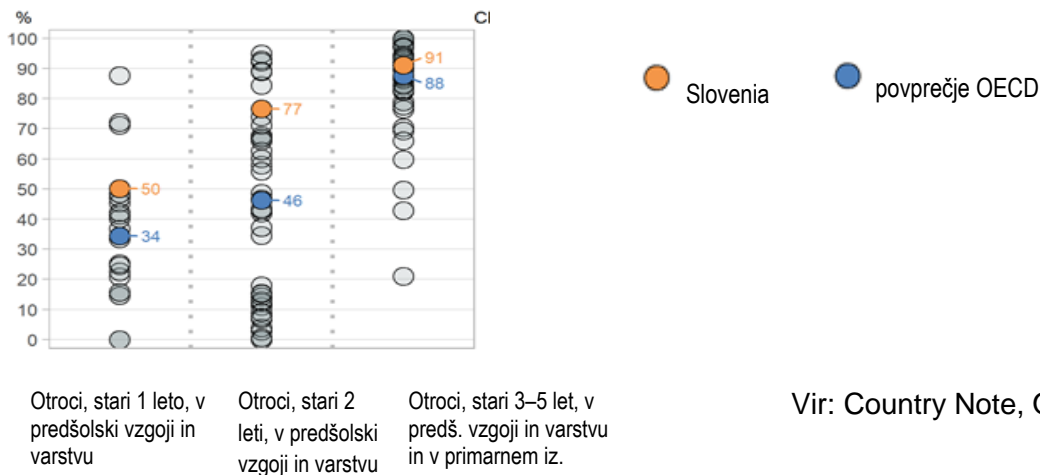 %
100
90
80
70
60
50
40
30
20
10
0
50
34
77
46
91
88
Slovenia
povprečje OECD
Otroci, stari 1 leto, v
predšolski vzgoji in
varstvu
Otroci, stari 2
leti, v predšolski
vzgoji in varstvu
Otroci, stari 3–5 let, v
predš. vzgoji in varstvu
in v primarnem iz.
Vir: Country Note,